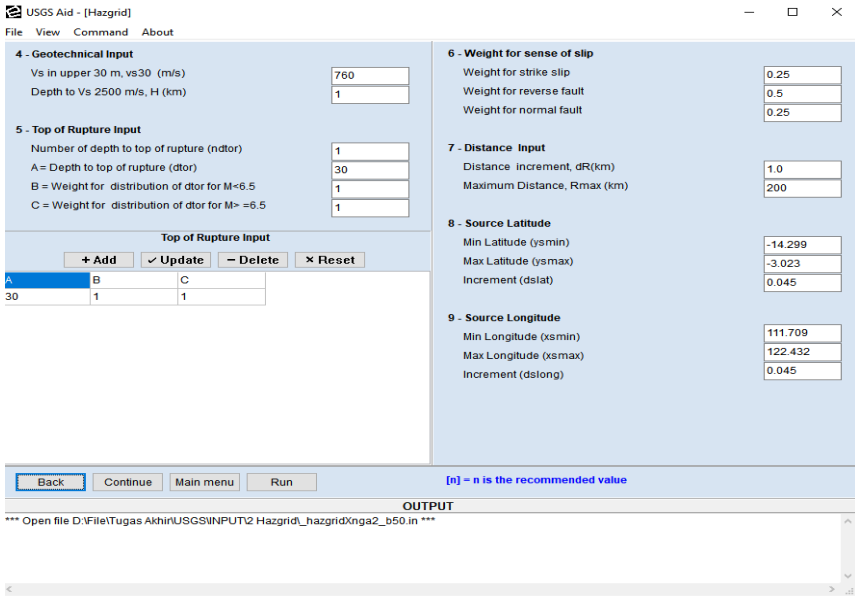 USGS Aid - [Hazgrid]
File View Command About
4 - Geotechnical Input
Vs in upper 30 m, vs30 (m/s) 760
Depth to Vs 2500 m/s, H (km) 1
5 - Top of Rupture Input
Number of depth to top of rupture (ndtor) 1
A = Depth to top of rupture (dtor) 30
B = Weight for distribution of dtor for M<6.5 1
C = Weight for distribution of dtor for M> =6.5 1
Top of Rupture Input
+ Add ✓ Update − Delete × Reset
A B C
30 1 1
6 - Weight for sense of slip
Weight for strike slip 0.25
Weight for reverse fault 0.5
Weight for normal fault 0.25
7 - Distance Input
Distance increment, dR(km) 1.0
Maximum Distance, Rmax (km) 200
8 - Source Latitude
Min Latitude (ysmin) -14.299
Max Latitude (ysmax) -3.023
Increment (dslat) 0.045
9 - Source Longitude
Min Longitude (xsmin) 111.709
Max Longitude (xsmax) 122.432
Increment (dslong) 0.045
Back Continue Main menu Run
[n] = n is the recommended value
OUTPUT
*** Open file D:\File\Tugas Akhir\USGS\INPUT\2 Hazgrid\_hazgridXnga2_b50.in ***